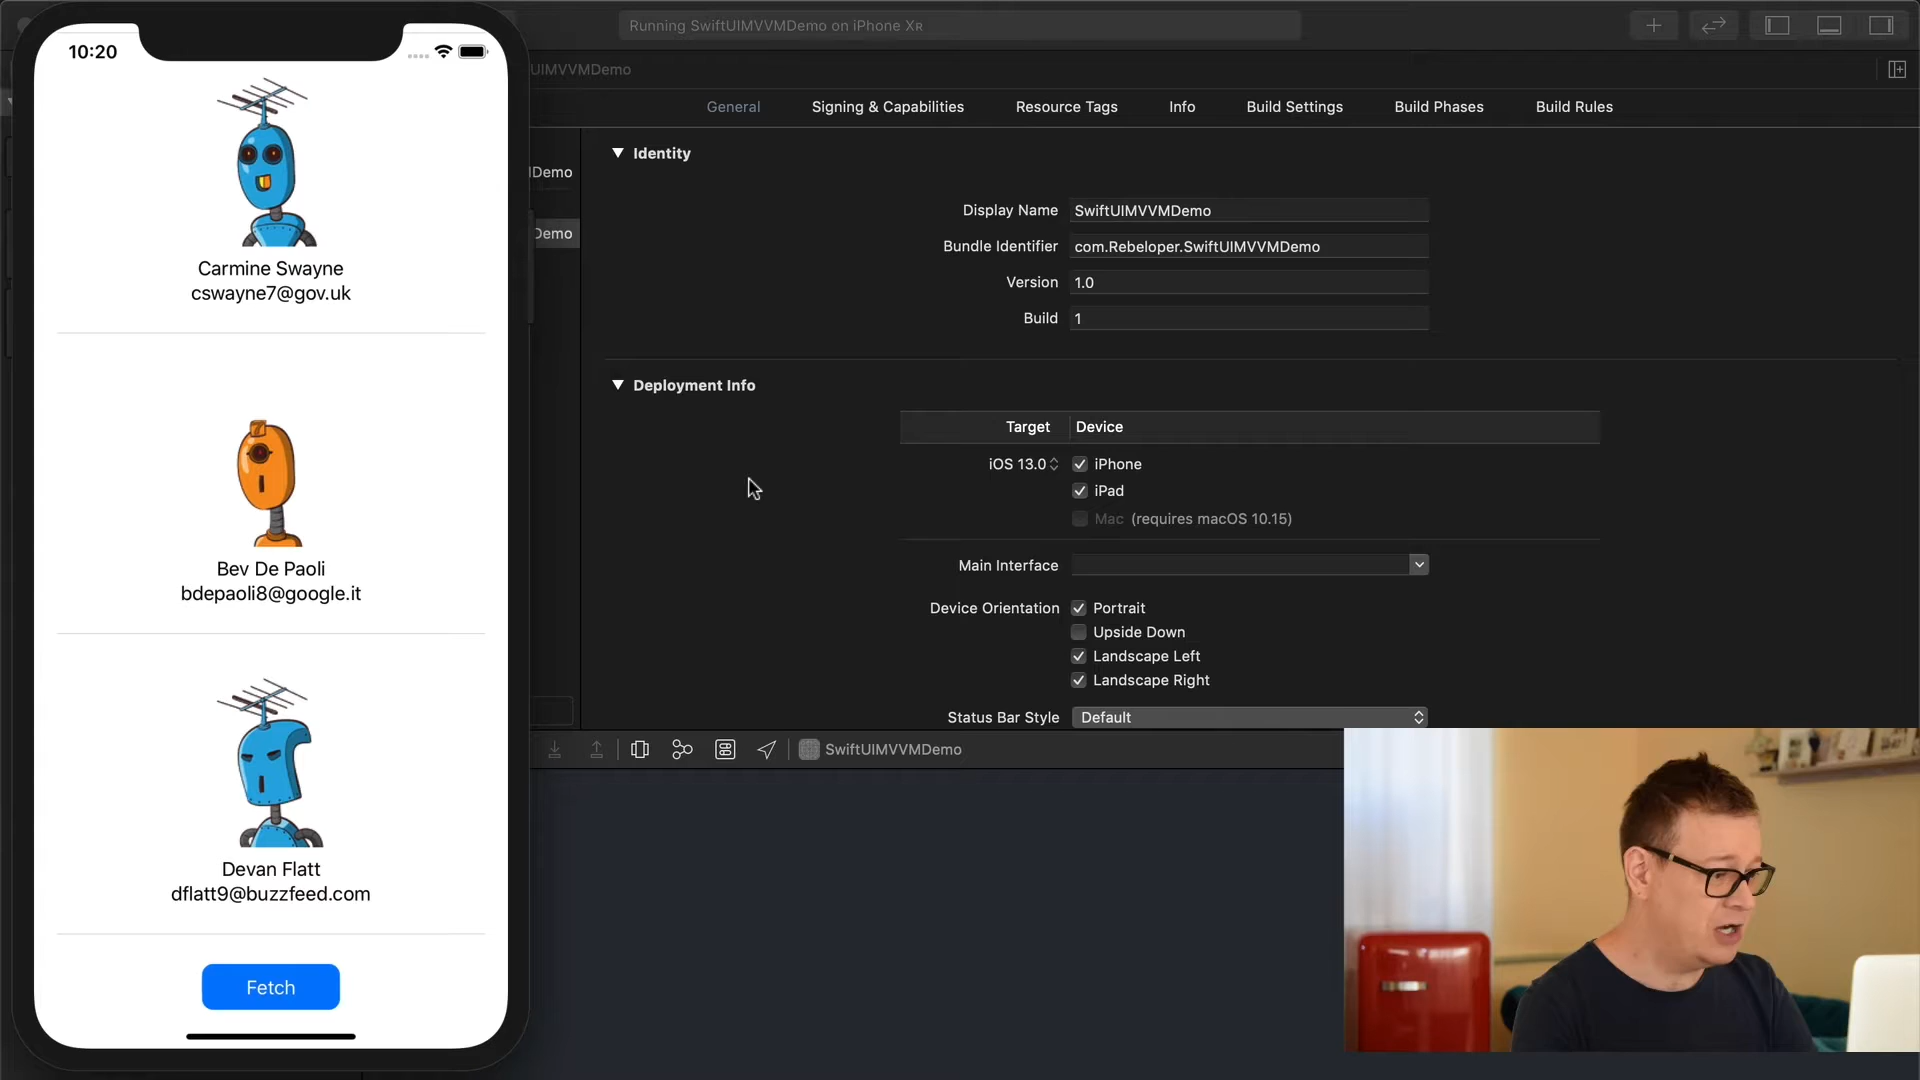 10:20
Carmine Swayne
cswayne7@gov.uk
7
Bev De Paoli
bdepaoli8@google.it
Devan Flatt
dflatt9@buzzfeed.com
Fetch
Running SwiftUIMVVMDemo on iPhone Xʀ
UIMVVMDemo
General Signing & Capabilities Resource Tags Info Build Settings Build Phases Build Rules
Demo
Demo
Identity
Display Name SwiftUIMVVMDemo
Bundle Identifier com.Rebeloper.SwiftUIMVVMDemo
Version 1.0
Build 1
Deployment Info
Target Device
iOS 13.0 iPhone
iPad
Mac (requires macOS 10.15)
Main Interface
Device Orientation Portrait
Upside Down
Landscape Left
Landscape Right
Status Bar Style Default
SwiftUIMVVMDemo